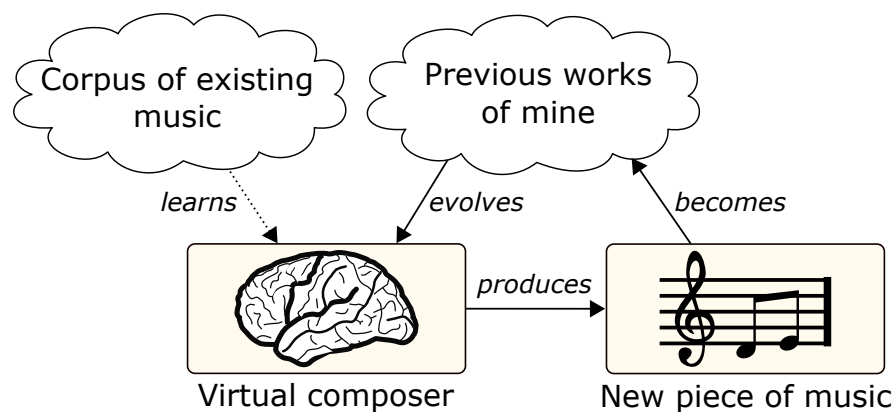 Corpus of existing
music
Previous works
of mine
learns
evolves
becomes
produces
Virtual composer
New piece of music